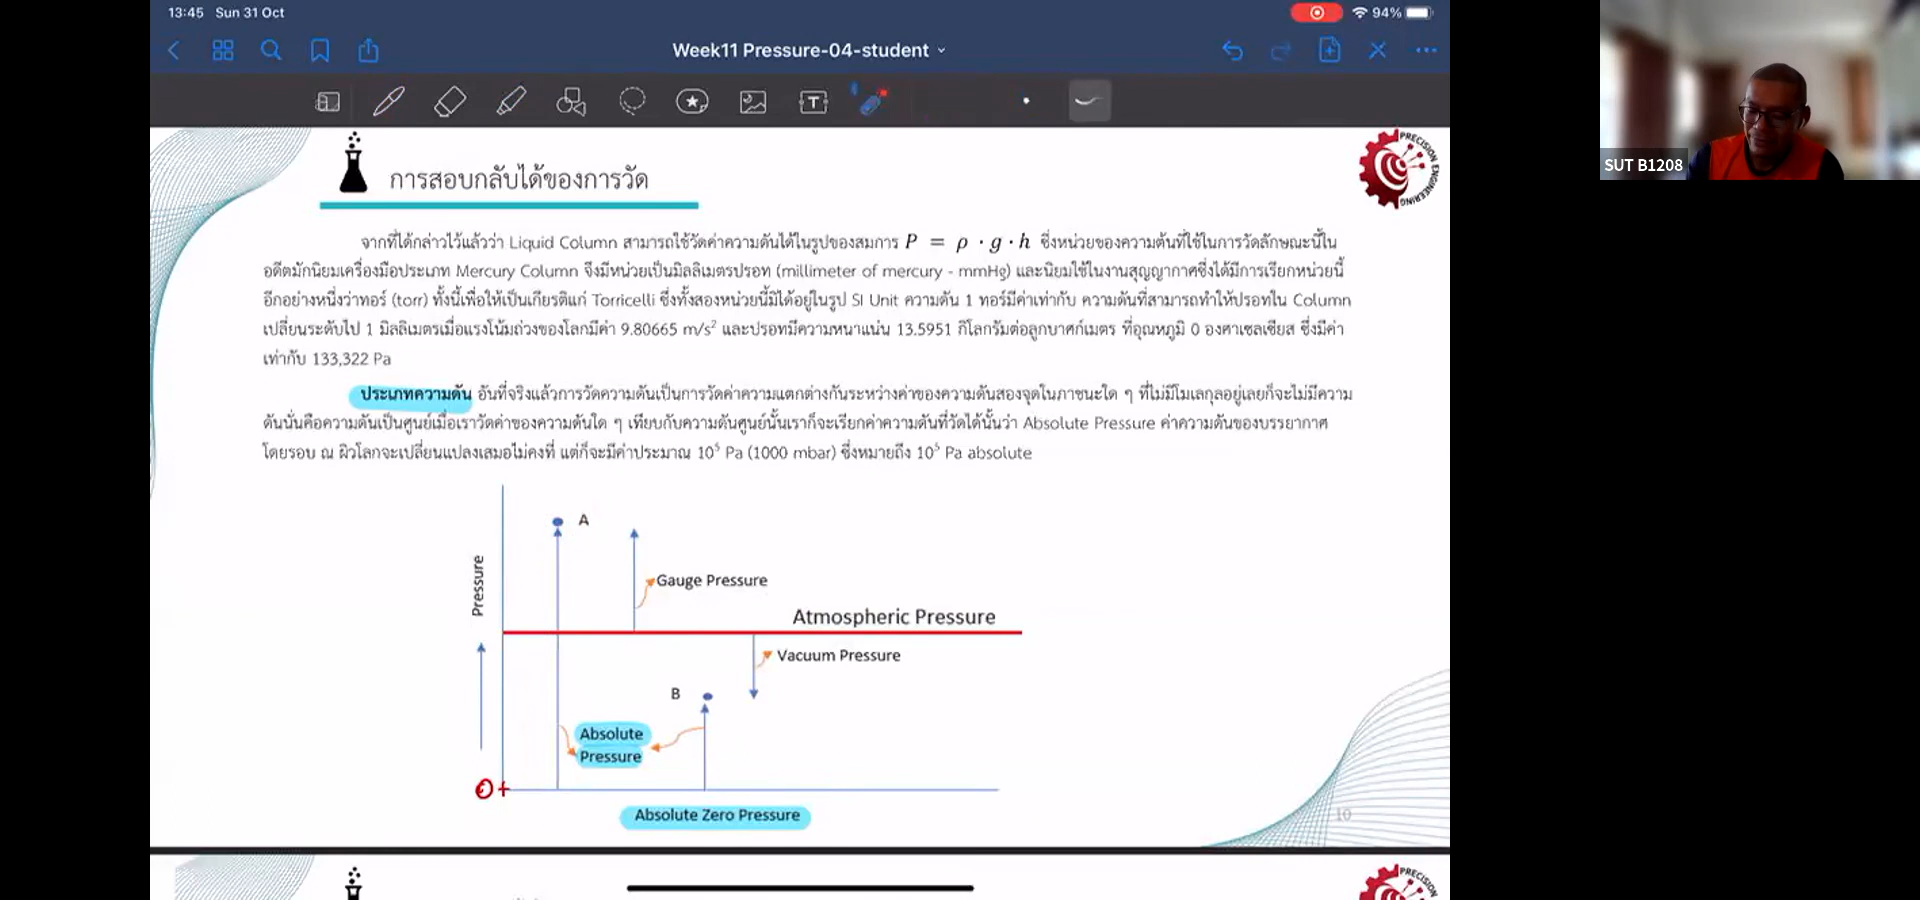 13:45 Sun 31 Oct
94%
Week11 Pressure-04-student
T
SUT B1208
PRECISION ENGINEERING
การสอบกลับได้ของการวัด
จากที่ได้กล่าวไว้แล้วว่า Liquid Column สามารถใช้วัดค่าความดันได้ในรูปของสมการ P = ρ · g · h ซึ่งหน่วยของความดันที่ใช้ในการวัดลักษณะนี้ใน
อดีตมักนิยมเครื่องมือประเภท Mercury Column จึงมีหน่วยเป็นมิลลิเมตรปรอท (millimeter of mercury - mmHg) และนิยมใช้ในงานสุญญากาศซึ่งได้มีการเรียกหน่วยนี้
อีกอย่างหนึ่งว่าทอร์ (torr) ทั้งนี้เพื่อให้เป็นเกียรติแก่ Torricelli ซึ่งทั้งสองหน่วยนี้มิได้อยู่ในรูป SI Unit ความดัน 1 ทอร์มีค่าเท่ากับ ความดันที่สามารถทำให้ปรอทใน Column
เปลี่ยนระดับไป 1 มิลลิเมตรเมื่อแรงโน้มถ่วงของโลกมีค่า 9.80665 m/s² และปรอทมีความหนาแน่น 13.5951 กิโลกรัมต่อลูกบาศก์เมตร ที่อุณหภูมิ 0 องศาเซลเซียส ซึ่งมีค่า
เท่ากับ 133,322 Pa
ประเภทความดัน อันที่จริงแล้วการวัดความดันเป็นการวัดค่าความแตกต่างกันระหว่างค่าของความดันสองจุดในภาชนะใด ๆ ที่ไม่มีโมเลกุลอยู่เลยก็จะไม่มีความ
ดันนั่นคือความดันเป็นศูนย์เมื่อเราวัดค่าของความดันใด ๆ เทียบกับความดันศูนย์นั้นเราก็จะเรียกค่าความดันที่วัดได้นั้นว่า Absolute Pressure ค่าความดันของบรรยากาศ
โดยรอบ ณ ผิวโลกจะเปลี่ยนแปลงเสมอไม่คงที่ แต่ก็จะมีค่าประมาณ 10⁵ Pa (1000 mbar) ซึ่งหมายถึง 10⁵ Pa absolute
A
Pressure
Gauge Pressure
Atmospheric Pressure
Vacuum Pressure
B
Absolute
Pressure
0+
Absolute Zero Pressure
10
PRECISION